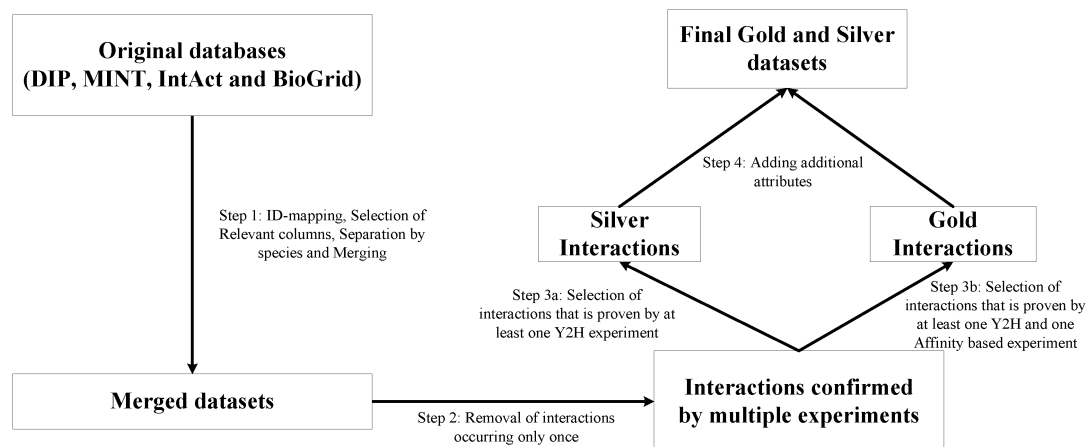 Original databases
(DIP, MINT, IntAct and BioGrid)
Step 1: ID-mapping, Selection of
Relevant columns, Separation by
species and Merging
Merged datasets
Step 2: Removal of interactions
occurring only once
Interactions confirmed
by multiple experiments
Step 3a: Selection of
interactions that is proven by at
least one Y2H experiment
Step 3b: Selection of
interactions that is proven by
at least one Y2H and one
Affinity based experiment
Silver
Interactions
Gold
Interactions
Step 4: Adding additional
attributes
Final Gold and Silver
datasets